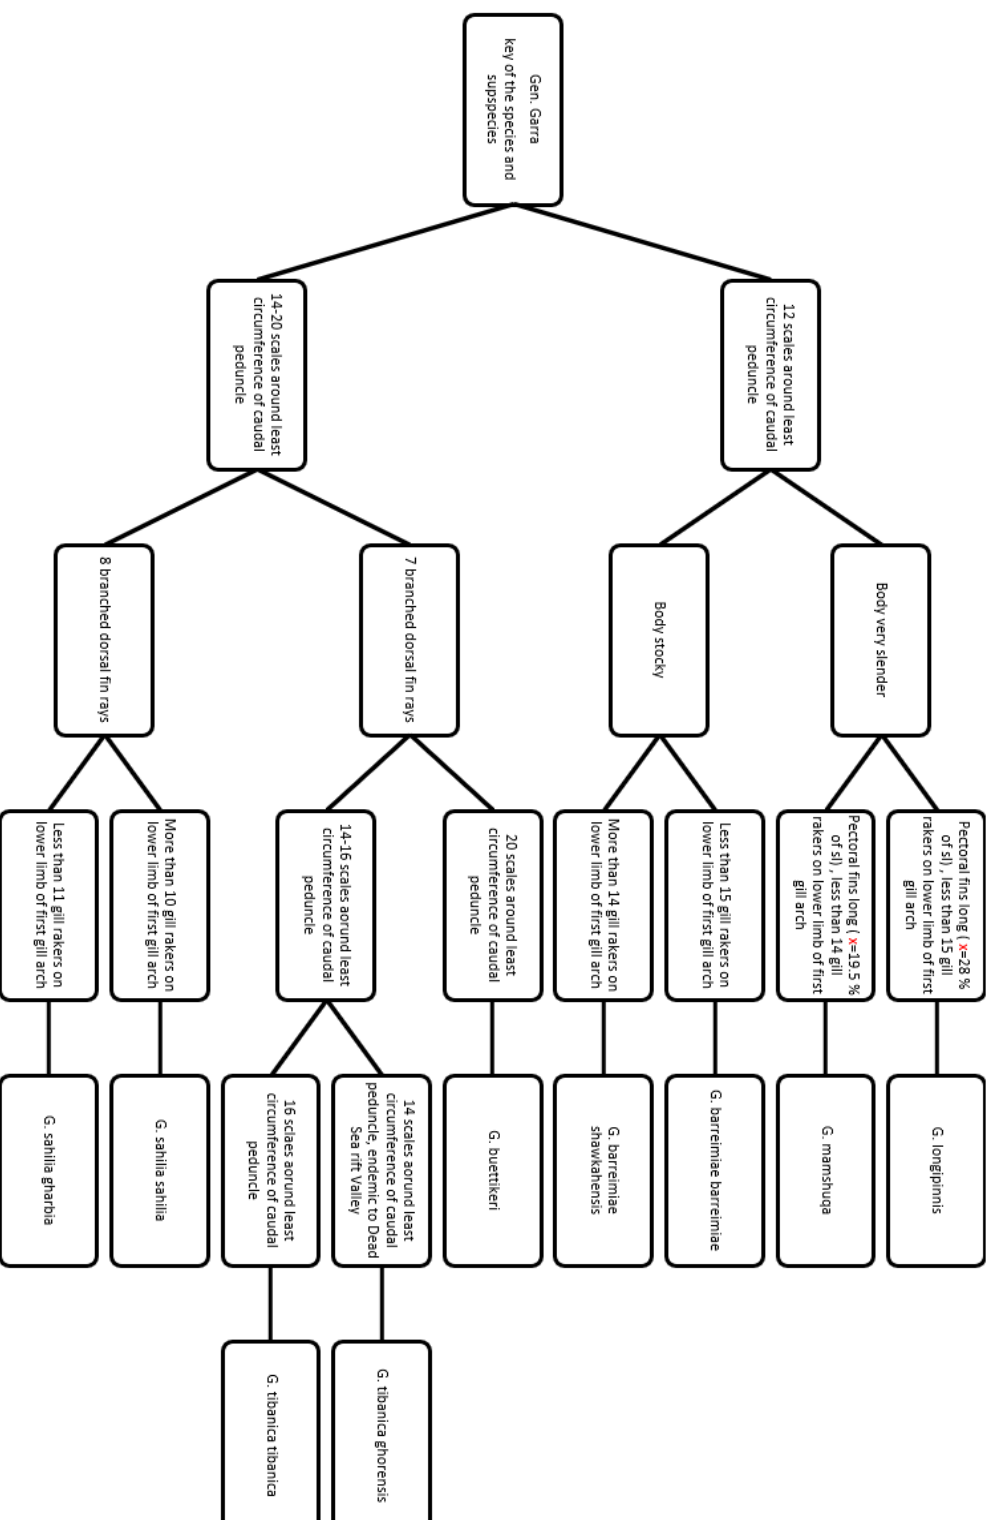 Gen. Garra
key of the species and
supspecies
12 scales around least
circumference of caudal
peduncle
14-20 scales around least
circumference of caudal
peduncle
Body very slender
Body stocky
7 branched dorsal fin rays
8 branched dorsal fin rays
Pectoral fins long ( x=28 %
of sl) , less than 15 gill
rakers on lower limb of first
gill arch
Pectoral fins long ( x=19.5 %
of sl) , less than 14 gill
rakers on lower limb of first
gill arch
Less than 15 gill rakers on
lower limb of first gill arch
More than 14 gill rakers on
lower limb of first gill arch
20 scales around least
circumference of caudal
peduncle
14-16 scales aorund least
circumference of caudal
peduncle
More than 10 gill rakers on
lower limb of first gill arch
Less than 11 gill rakers on
lower limb of first gill arch
G. longipinnis
G. mamshuqa
G. barreimiae barreimiae
G. barreimiae
shawkahensis
G. buettikeri
14 scales aorund least
circumference of caudal
peduncle, endemic to Dead
Sea rift Valley
16 sclaes aorund least
circumference of caudal
peduncle
G. sahilia sahilia
G. sahilia gharbia
G. tibanica ghorensis
G. tibanica tibanica